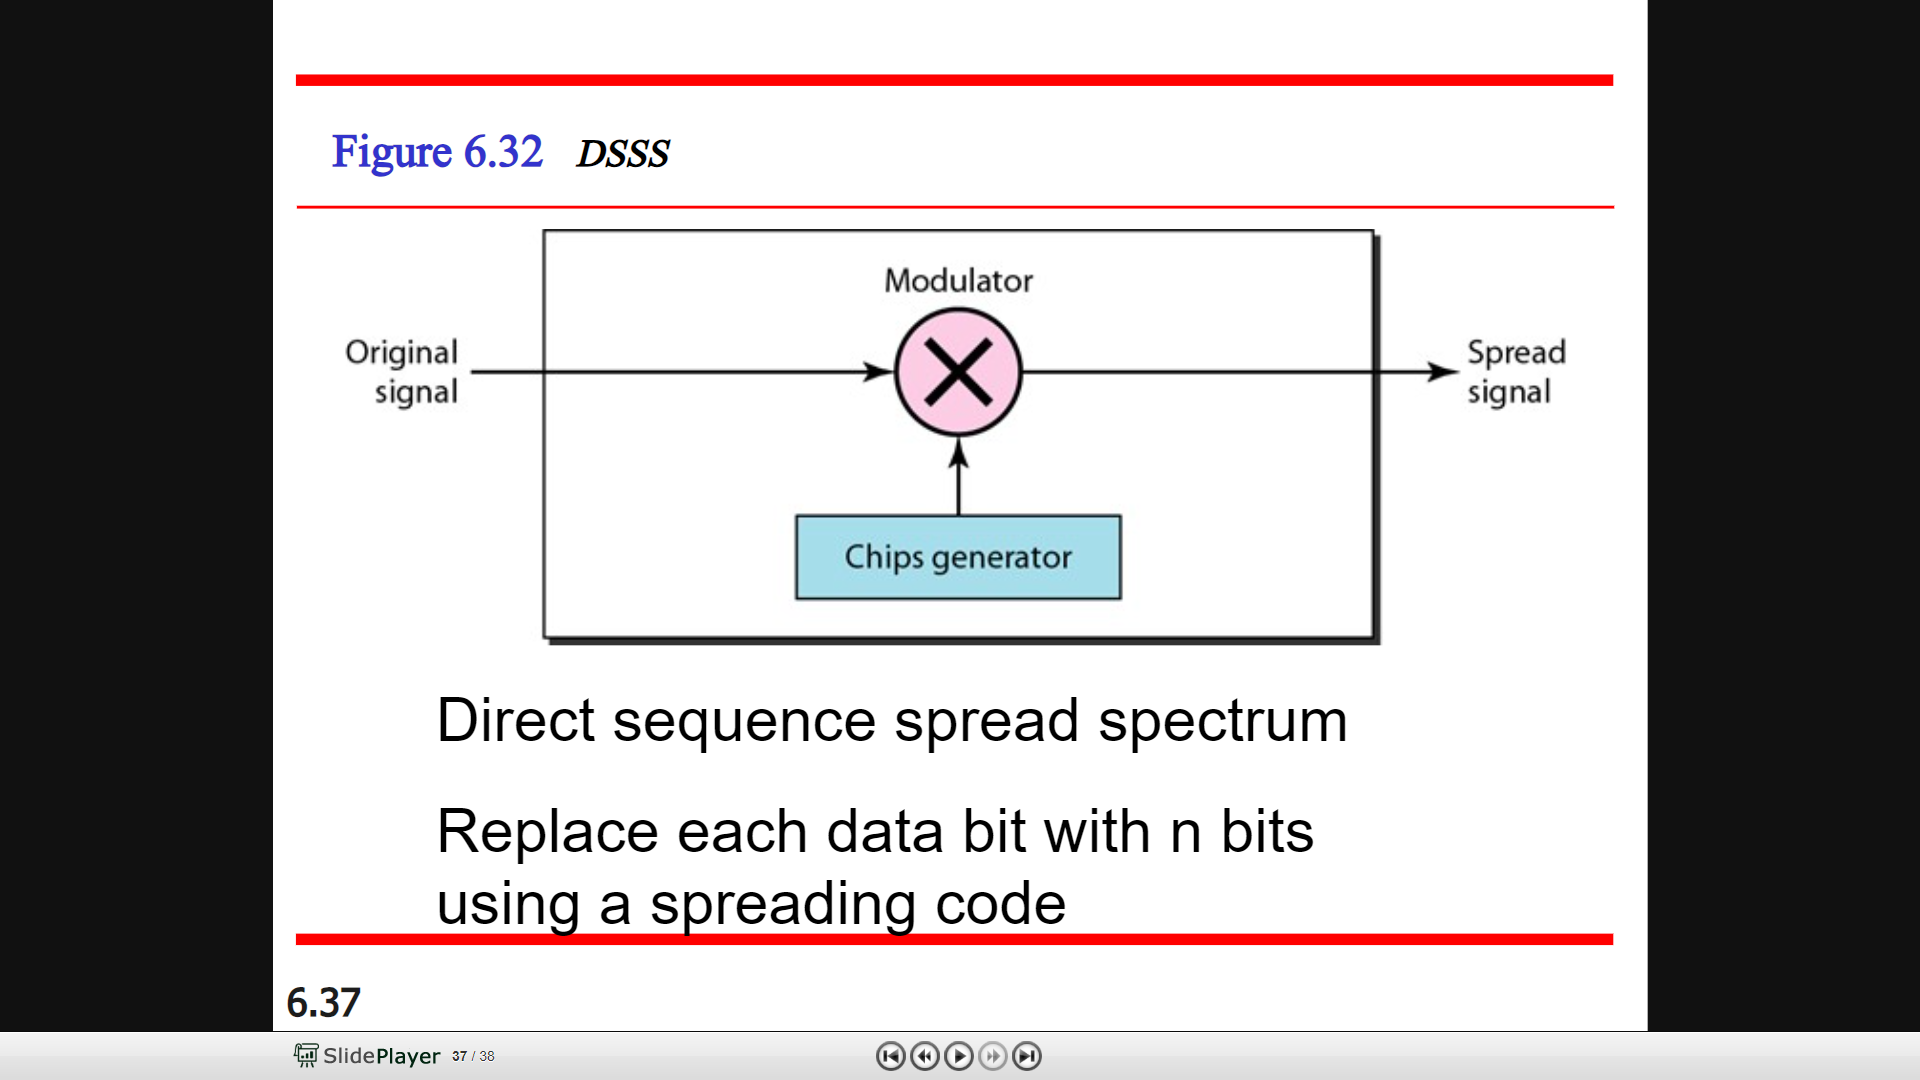 Figure 6.32 DSSS
Modulator
Original
signal
Spread
signal
Chips generator
Direct sequence spread spectrum
Replace each data bit with n bits
using a spreading code
6.37
SlidePlayer 37 / 38